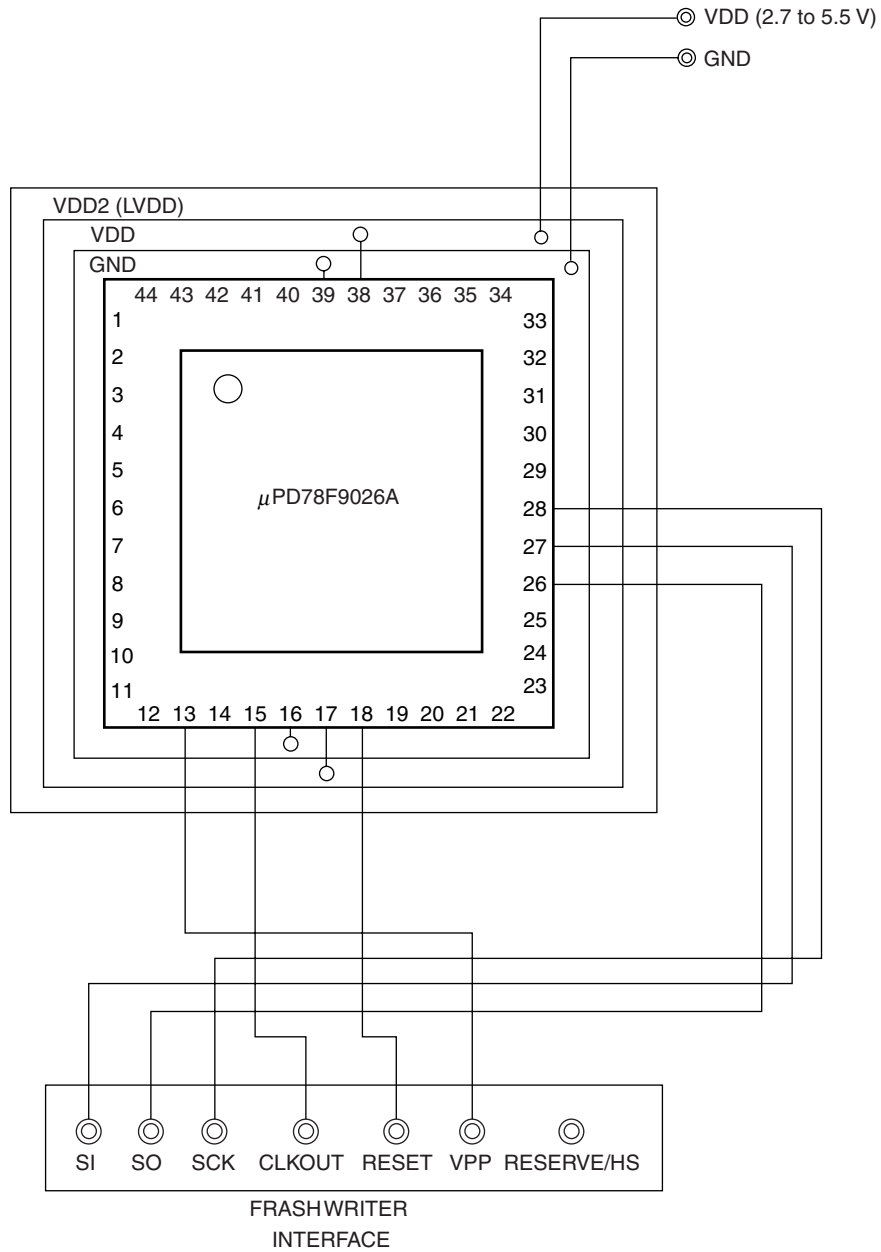 VDD (2.7 to 5.5 V)
GND
VDD2 (LVDD)
VDD
GND
44 43 42 41 40 39 38 37 36 35 34
1 33
2 32
3 31
4 30
5 29
μPD78F9026A
6 28
7 27
8 26
9 25
10 24
11 23
12 13 14 15 16 17 18 19 20 21 22
SI SO SCK CLKOUT RESET VPP RESERVE/HS
FRASHWRITER
INTERFACE